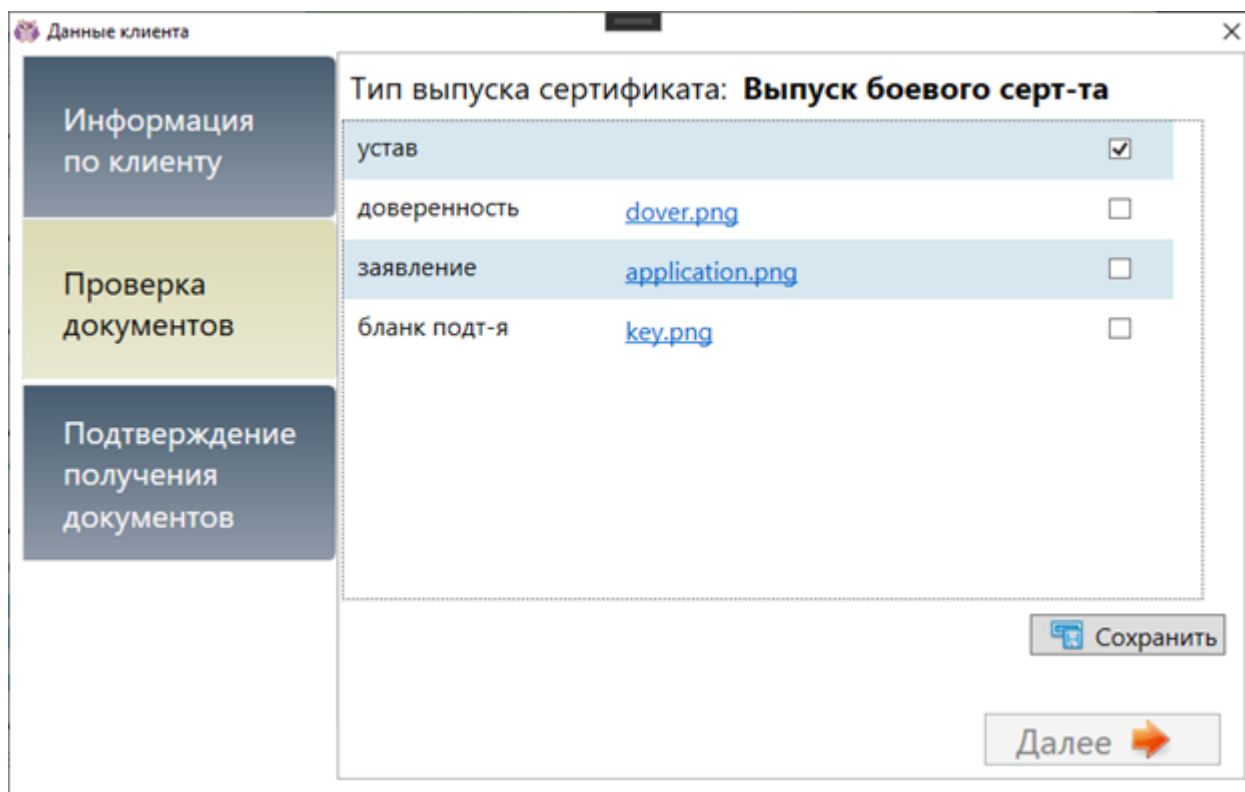 Данные клиента
Информация
по клиенту
Проверка
документов
Подтверждение
получения
документов
Тип выпуска сертификата: Выпуск боевого серт-та
устав
доверенность dover.png
заявление application.png
бланк подт-я key.png
Сохранить
Далее